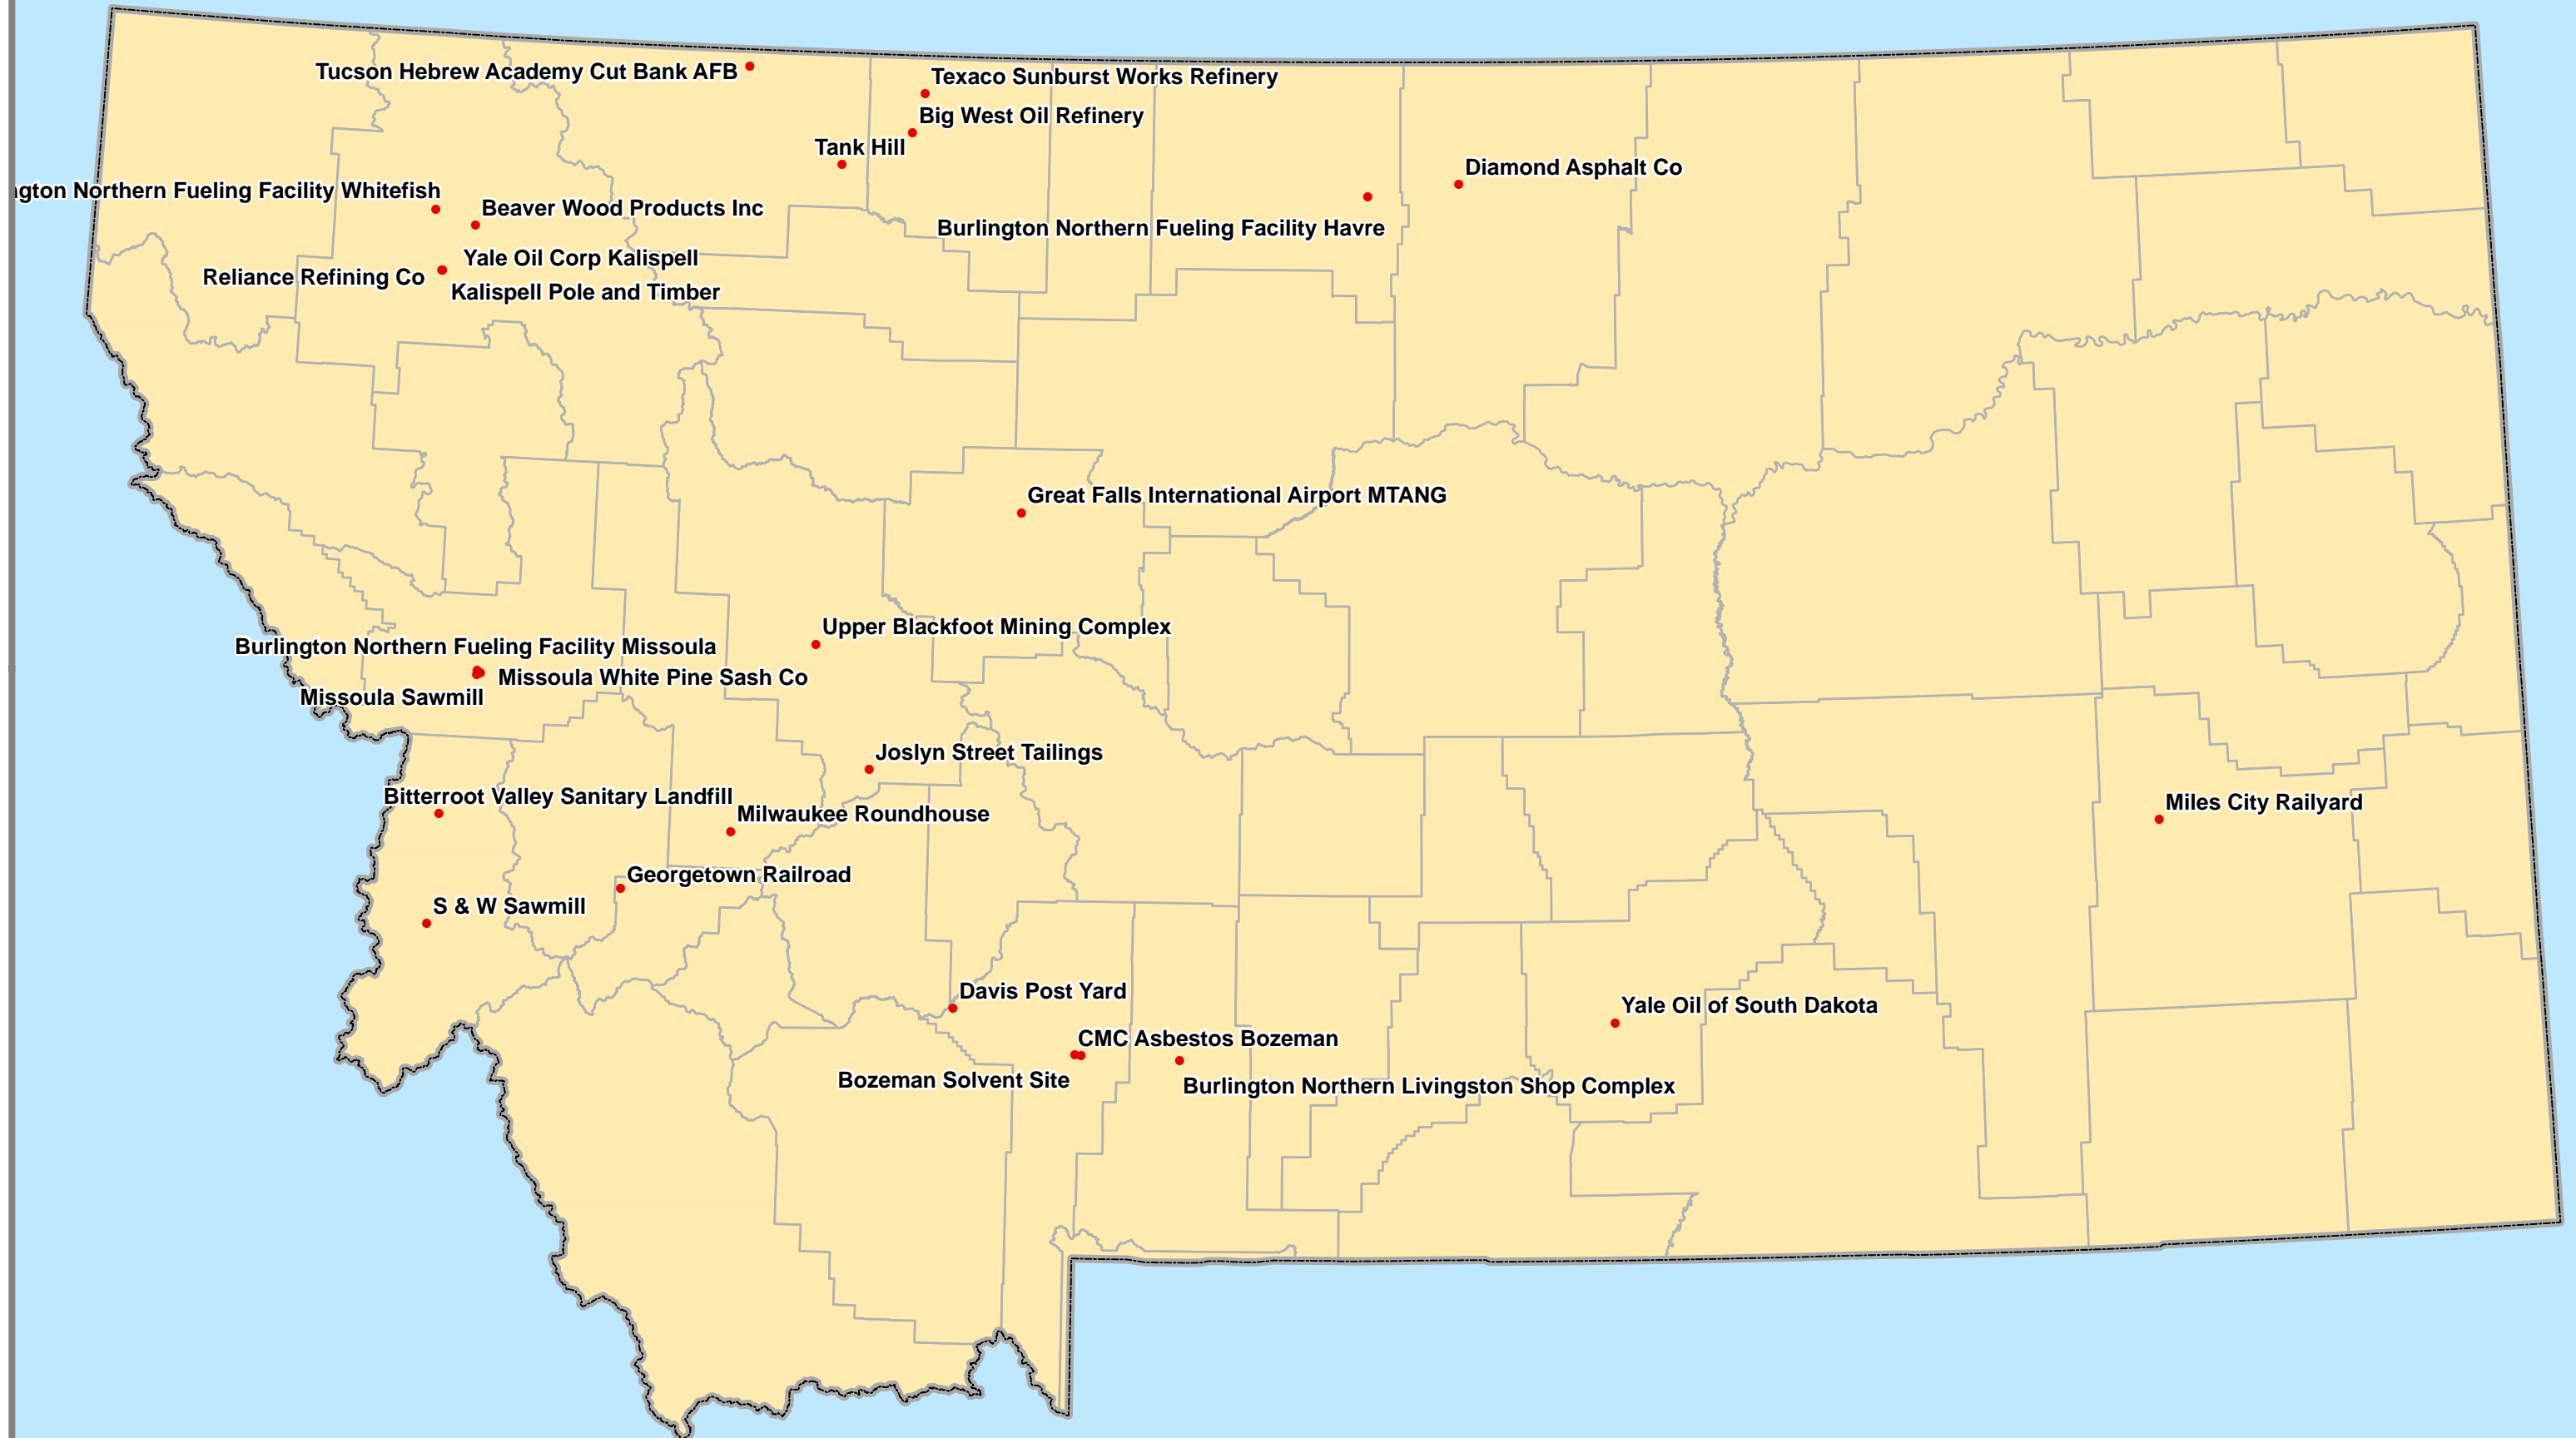 Tucson Hebrew Academy Cut Bank AFB
Texaco Sunburst Works Refinery
Big West Oil Refinery
Tank Hill
Diamond Asphalt Co
Northern Fueling Facility Whitefish
Beaver Wood Products Inc
Burlington Northern Fueling Facility Havre
Yale Oil Corp Kalispell
Reliance Refining Co
Kalispell Pole and Timber
Great Falls International Airport MTANG
Upper Blackfoot Mining Complex
Burlington Northern Fueling Facility Missoula
Missoula White Pine Sash Co
Missoula Sawmill
Joslyn Street Tailings
Bitterroot Valley Sanitary Landfill
Miles City Railyard
Milwaukee Roundhouse
Georgetown Railroad
S & W Sawmill
Davis Post Yard
Yale Oil of South Dakota
CMC Asbestos Bozeman
Bozeman Solvent Site
Burlington Northern Livingston Shop Complex